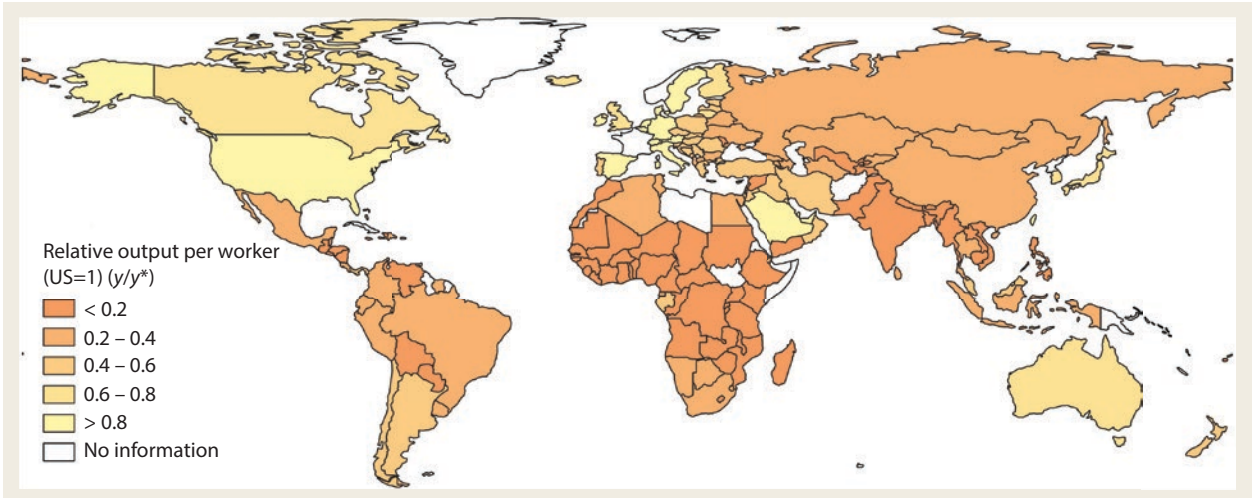 Relative output per worker
(US=1) (y/y*)
< 0.2
0.2 – 0.4
0.4 – 0.6
0.6 – 0.8
> 0.8
No information